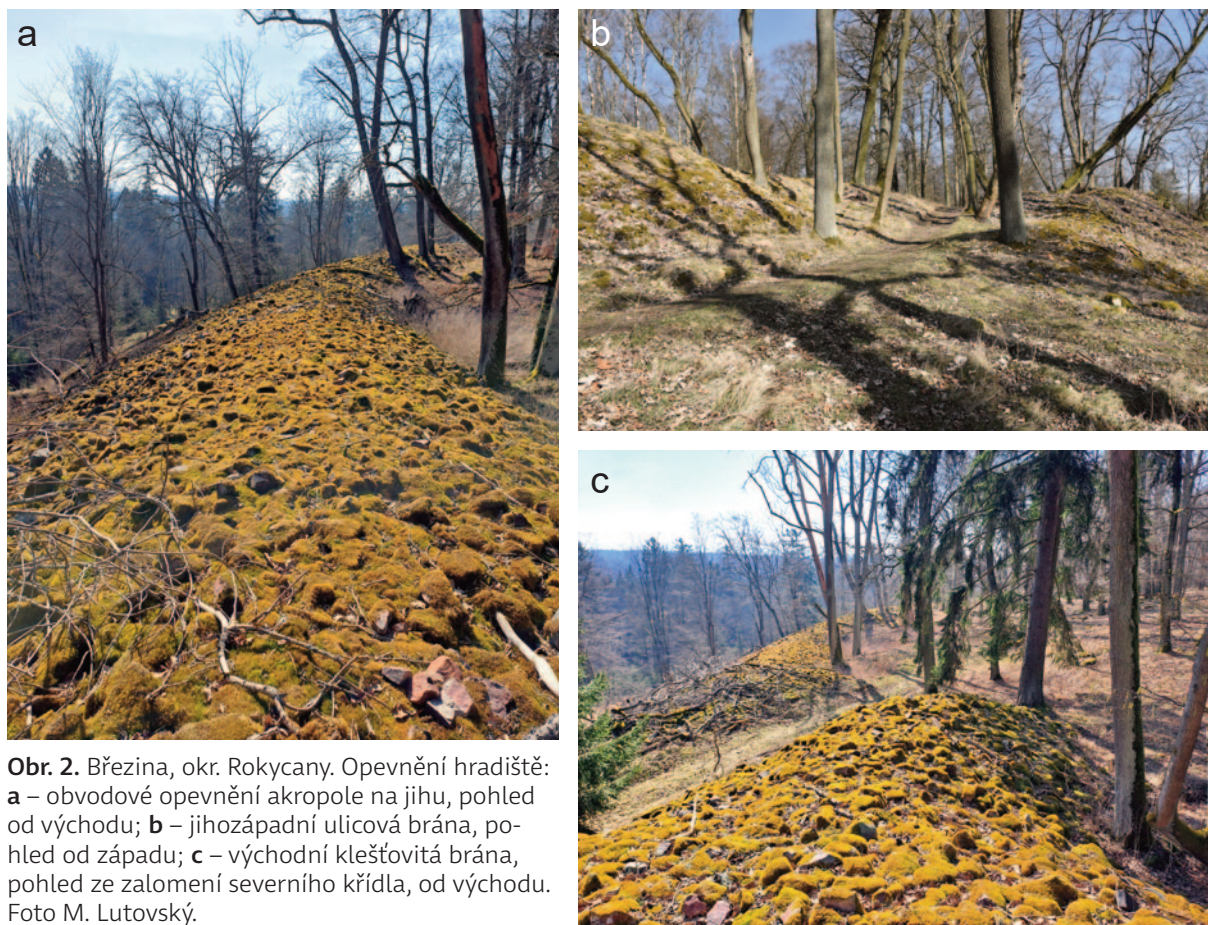 a
b
c
Obr. 2. Březina, okr. Rokycany. Opevnění hradiště:
a – obvodové opevnění akropole na jihu, pohled
od východu; b – jihozápadní ulicová brána, po-
hled od západu; c – východní klešťovitá brána,
pohled ze zalomení severního křídla, od východu.
Foto M. Lutovský.